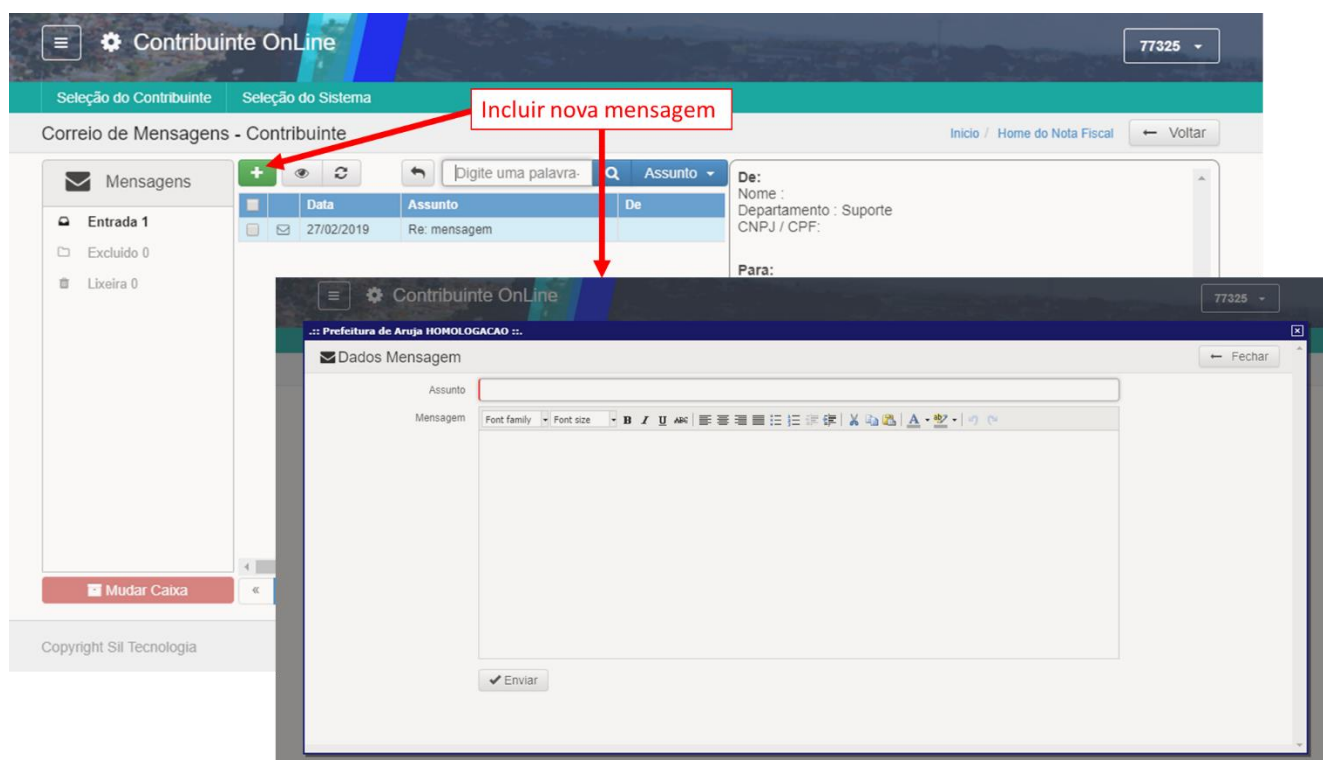 Contribuinte OnLine
77325
Seleção do Contribuinte Seleção do Sistema
Incluir nova mensagem
Correio de Mensagens - Contribuinte
Inicio / Home do Nota Fiscal
Voltar
Mensagens
Digite uma palavra-
Assunto
Data Assunto De
27/02/2019 Re: mensagem
Entrada 1
Excluído 0
Lixeira 0
De:
Nome :
Departamento : Suporte
CNPJ / CPF:
Para:
Mudar Caixa
«
Copyright Sil Tecnologia
Contribuinte OnLine
77325
.:: Prefeitura de Aruja HOMOLOGACAO ::.
Dados Mensagem
Fechar
Assunto
Mensagem
Font family Font size B I U ABC A ab
Enviar